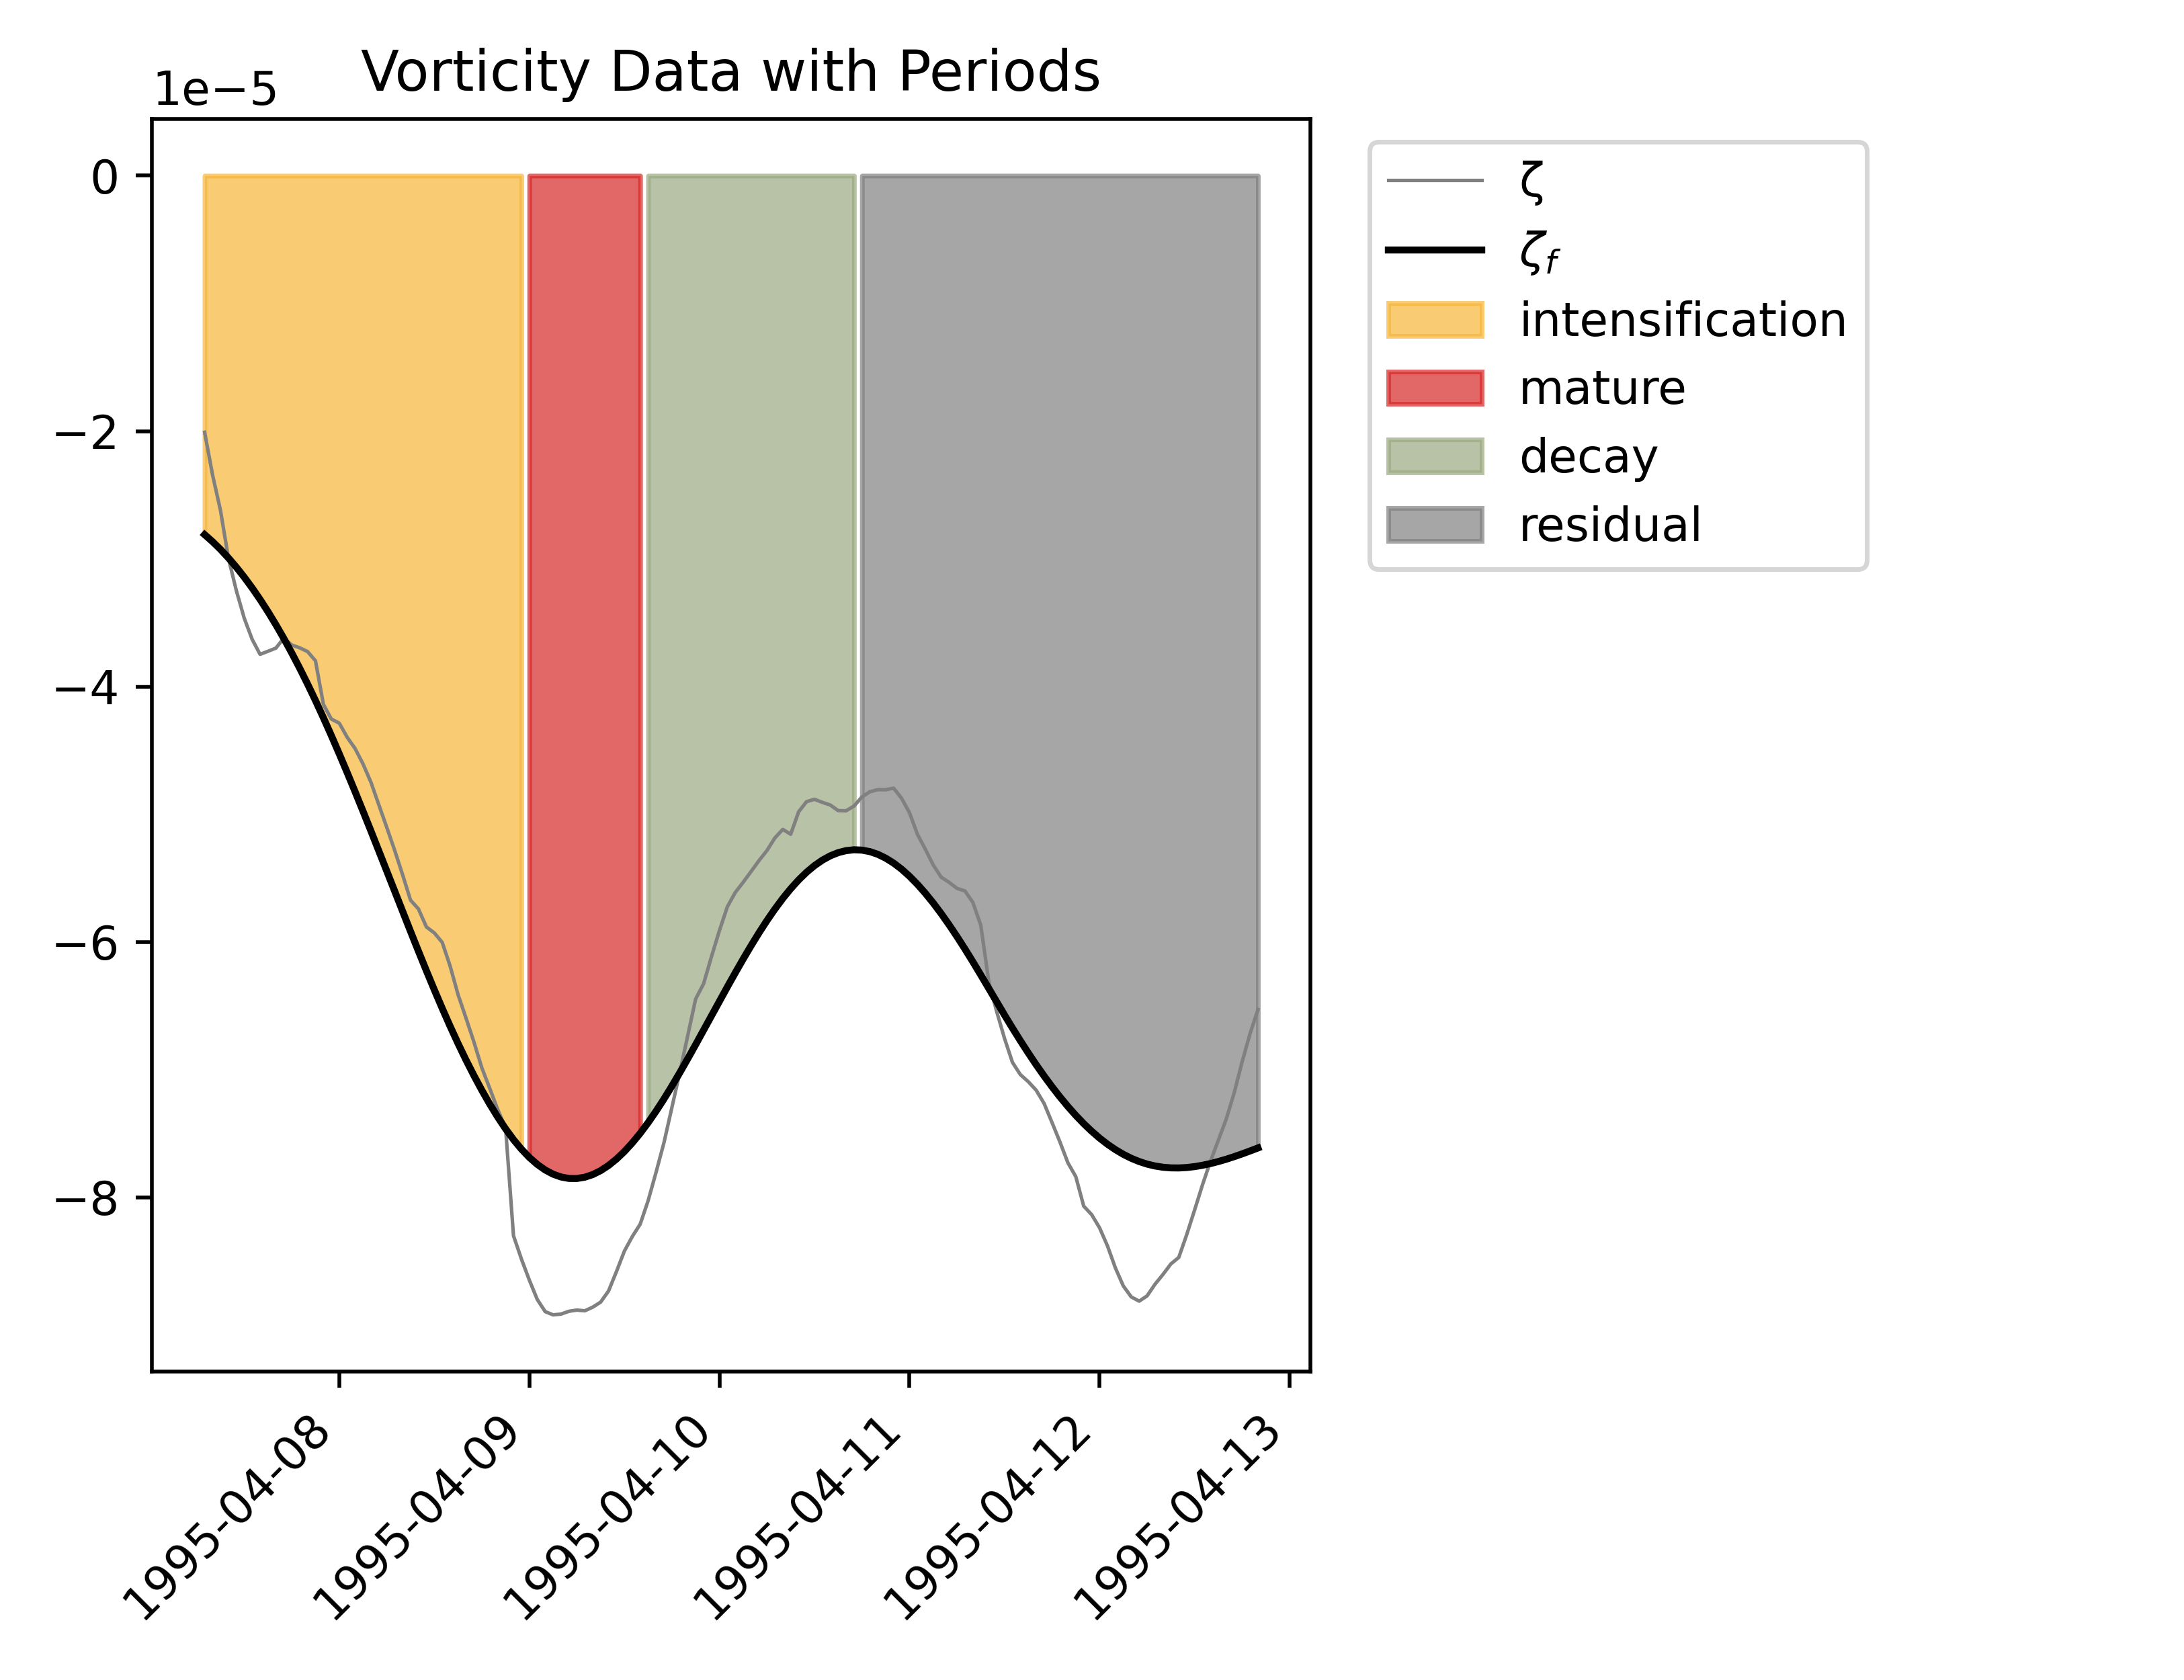 Vorticity Data with Periods
1e−5
0
−2
−4
−6
−8
1995-04-08
1995-04-09
1995-04-10
1995-04-11
1995-04-12
1995-04-13
ζ
ζf
intensification
mature
decay
residual